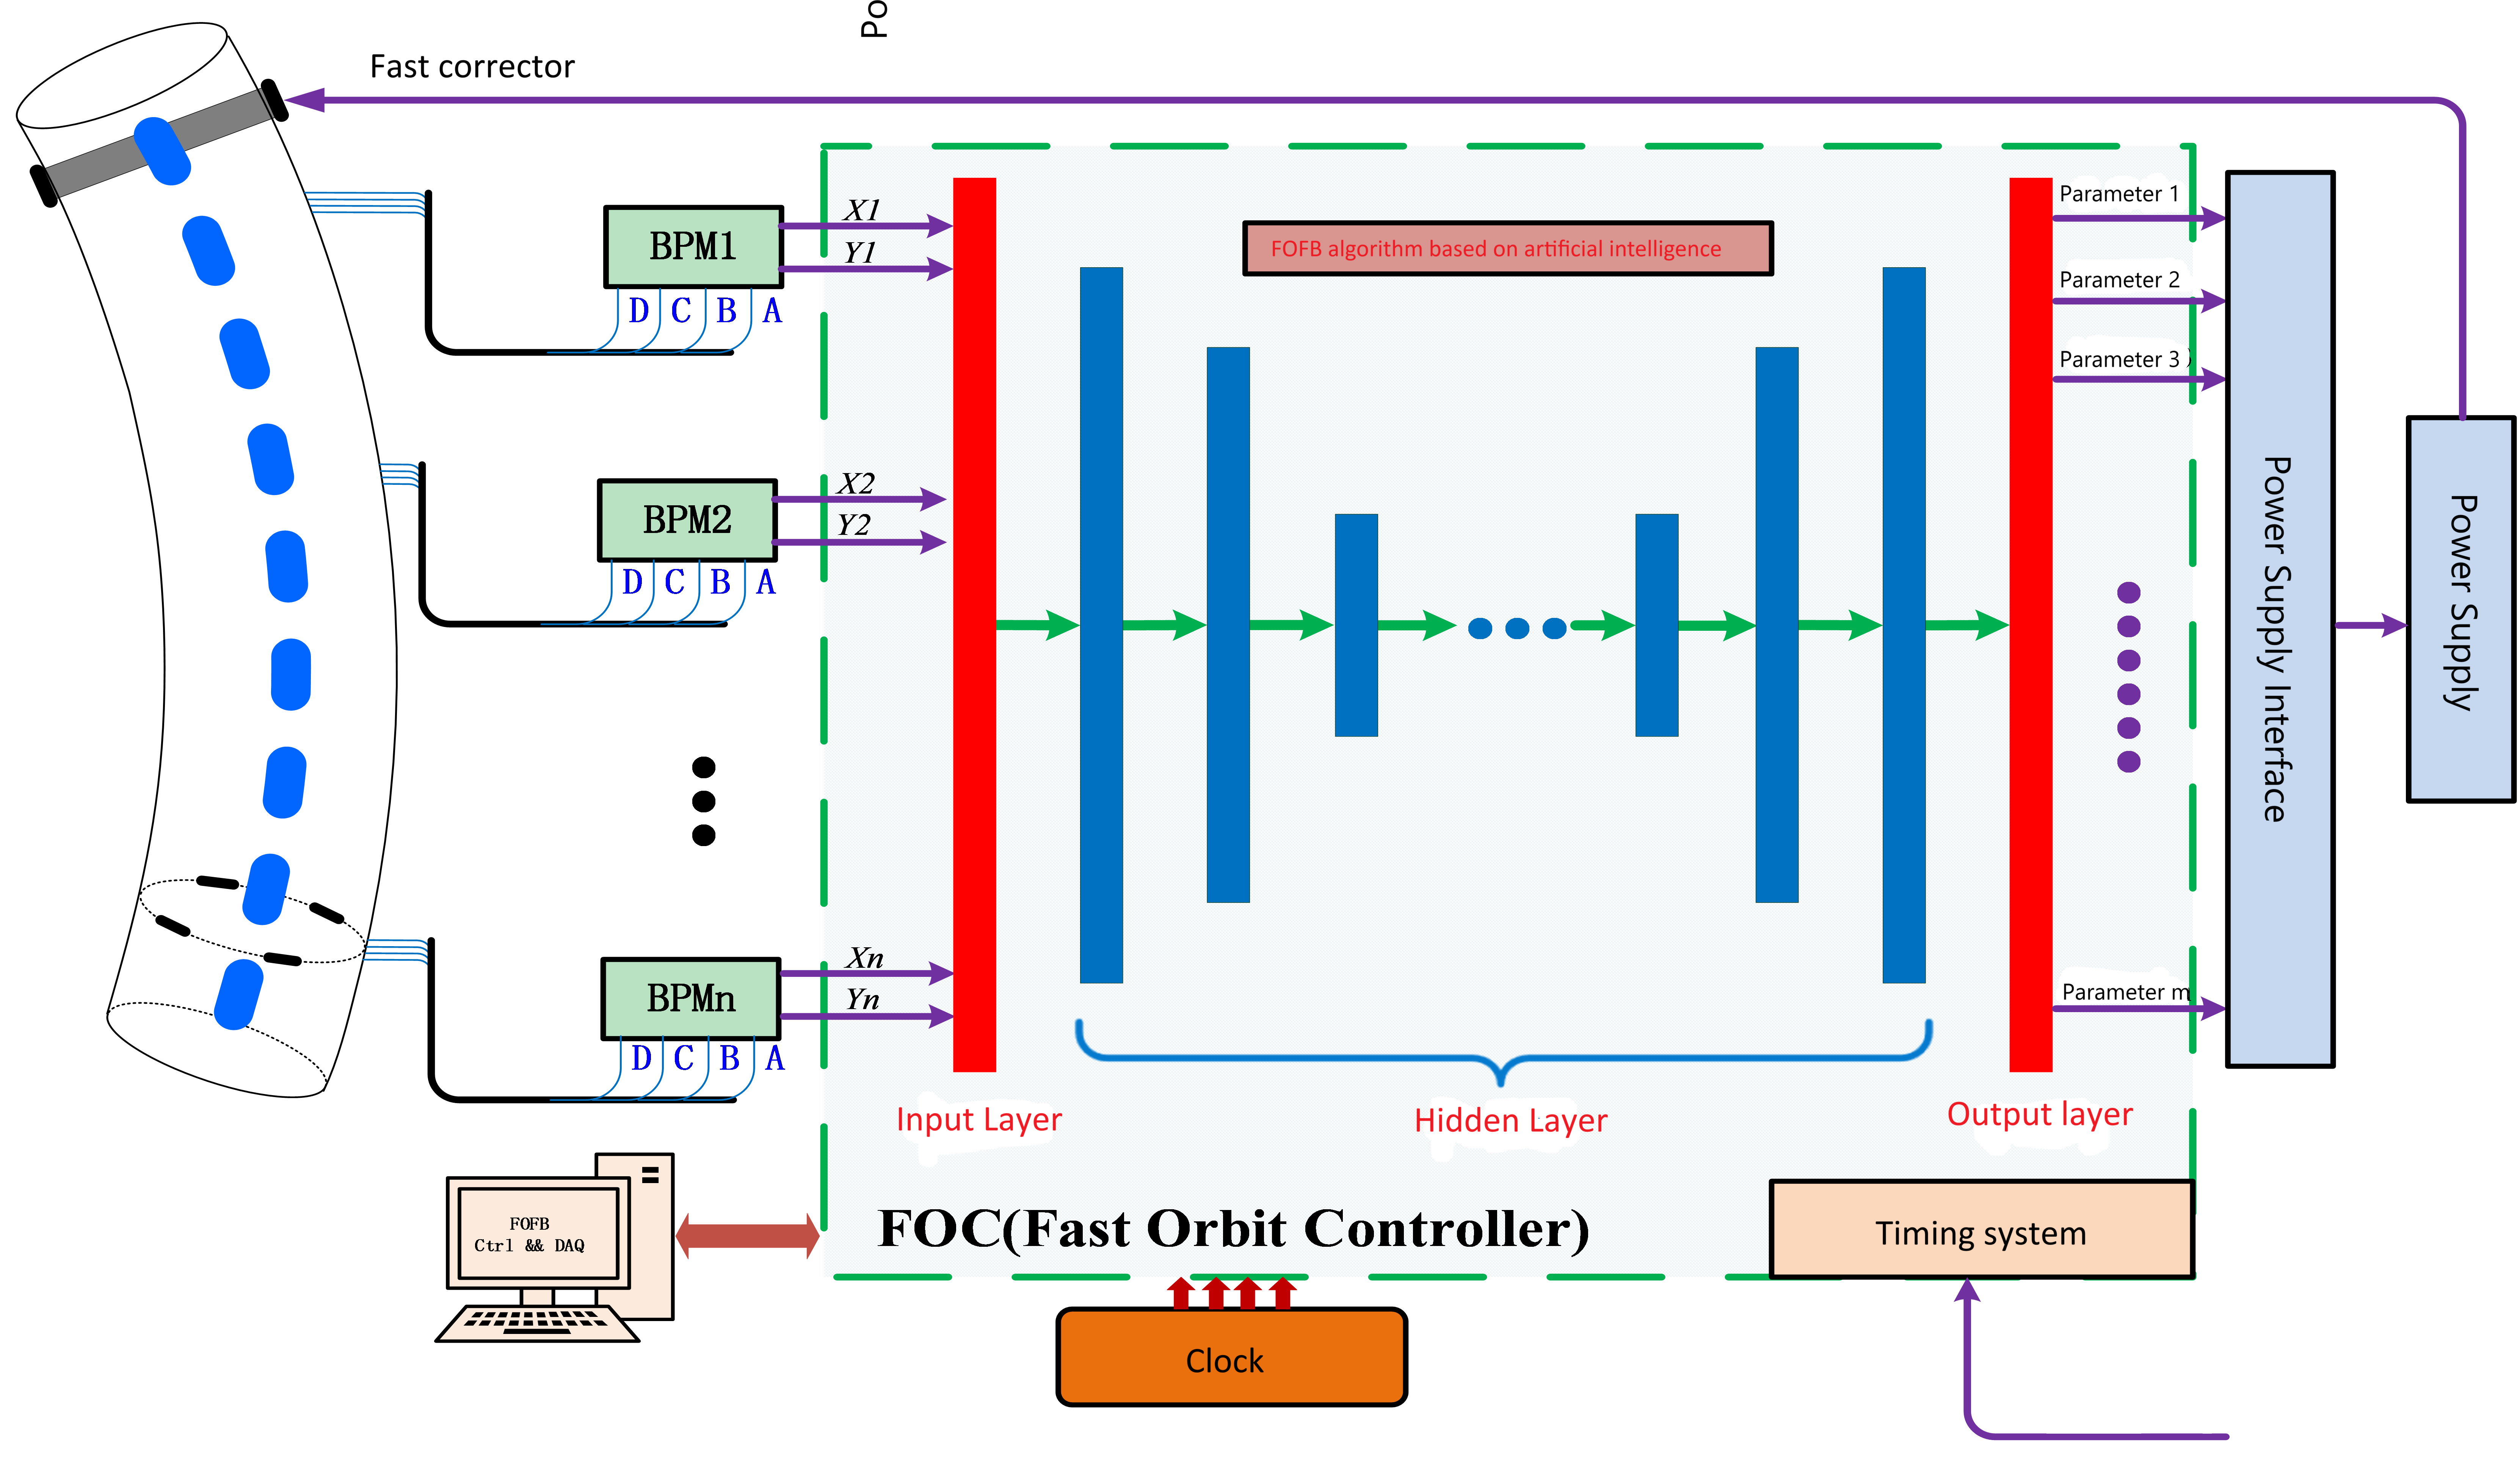 Po
Fast corrector
X1
Y1
BPM1
D C B A
FOFB algorithm based on artificial intelligence
Parameter 1
Parameter 2
Parameter 3 )
X2
Y2
BPM2
D C B A
Power Supply Interface
Power Supply
Xn
Yn
BPMn
D C B A
Parameter m
Input Layer
Hidden Layer
Output layer
FOFB
Ctrl && DAQ
FOC(Fast Orbit Controller)
Timing system
Clock